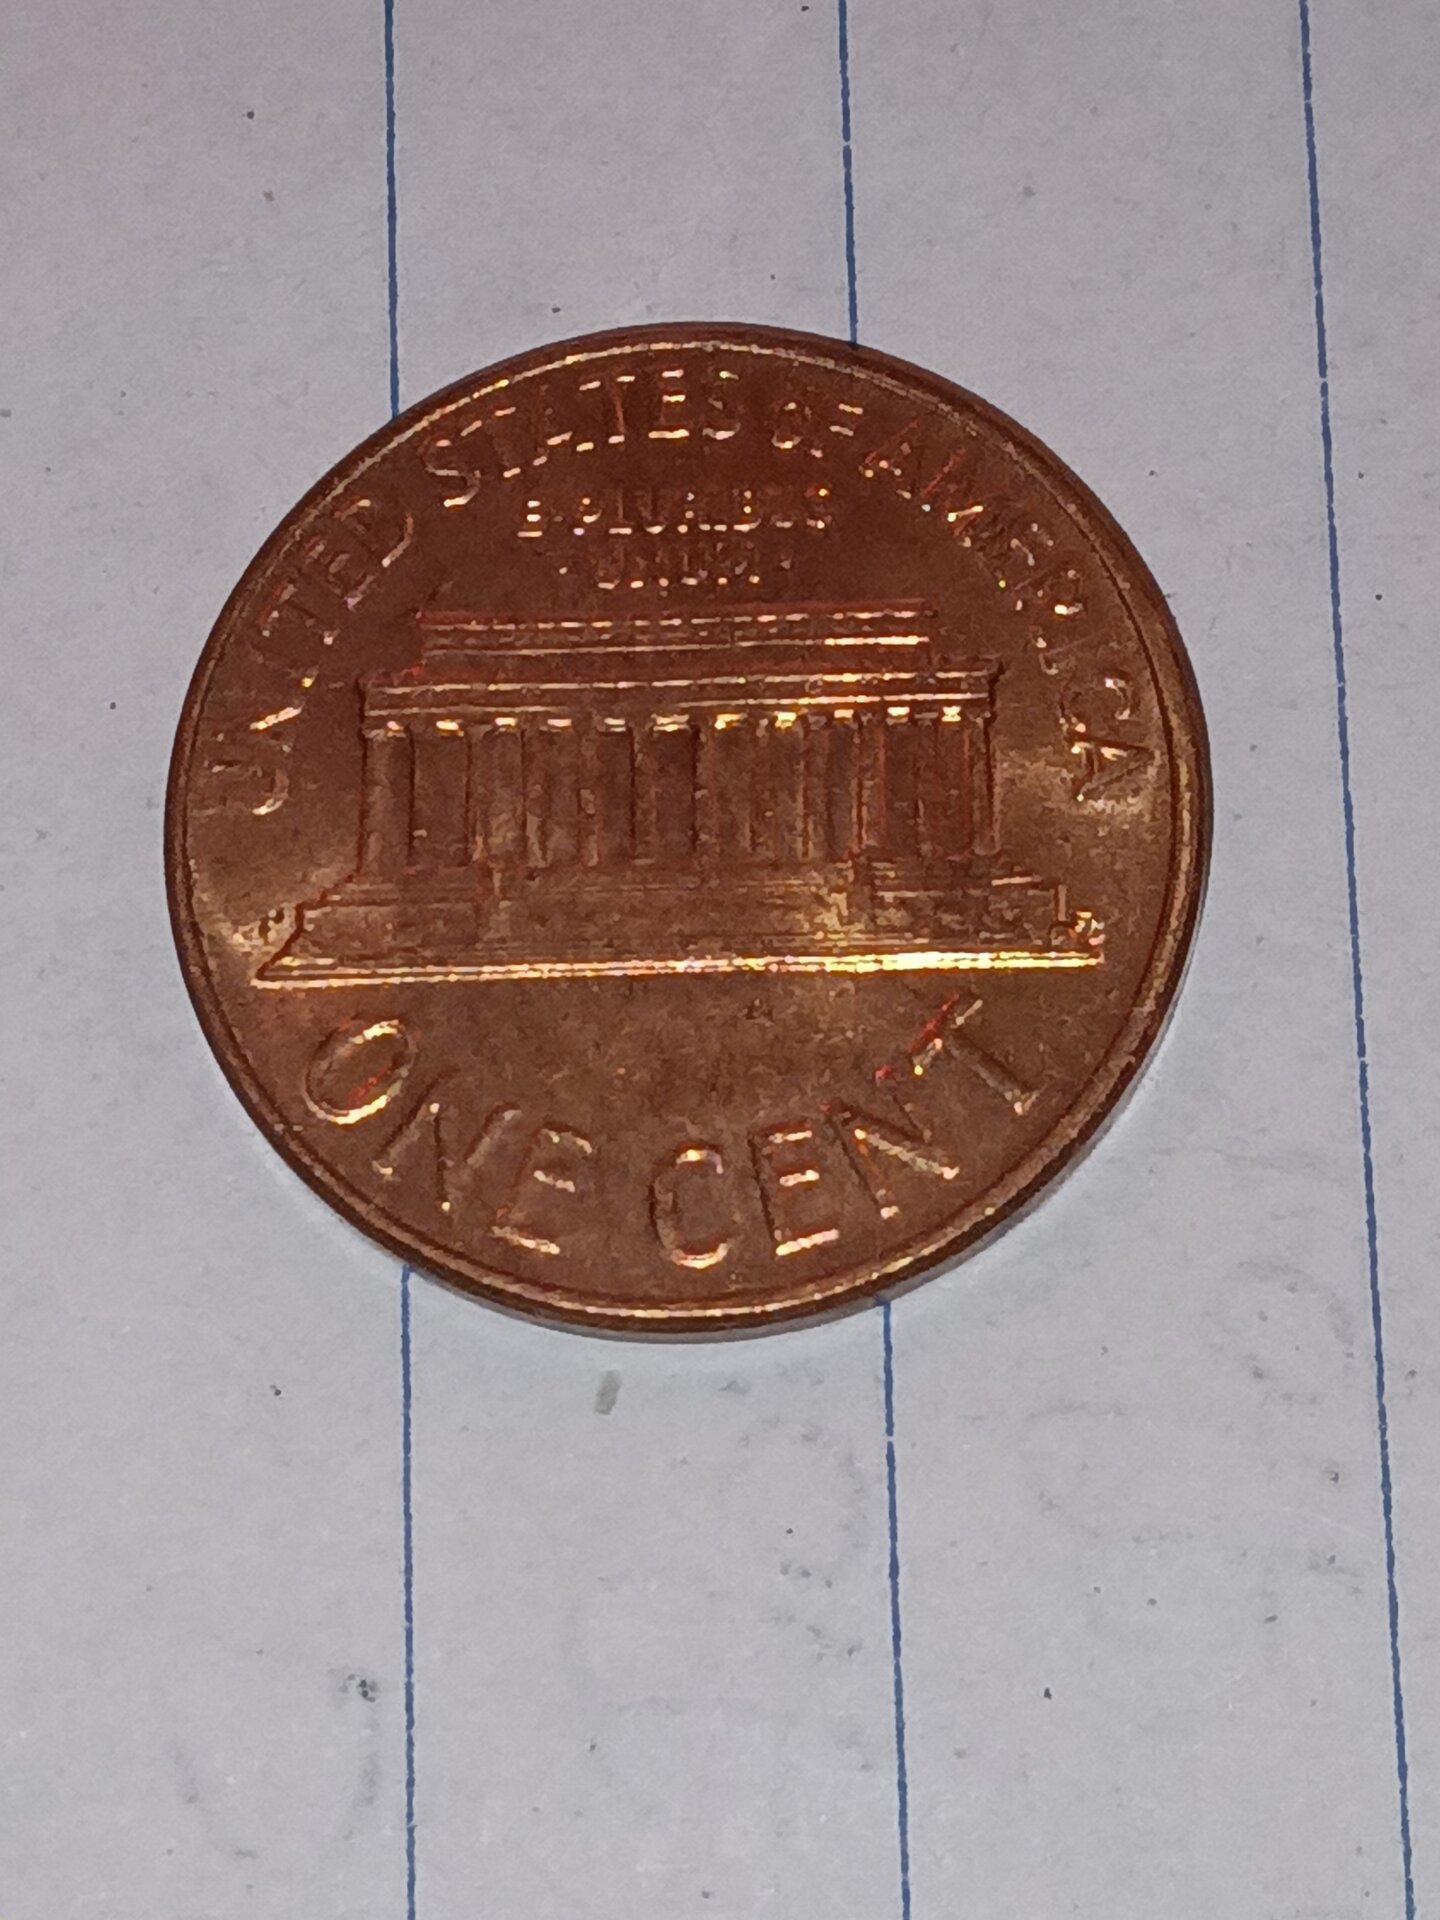 UNITED STATES OF AMERICA
E·PLURIBUS
·UNUM·
ONE CENT